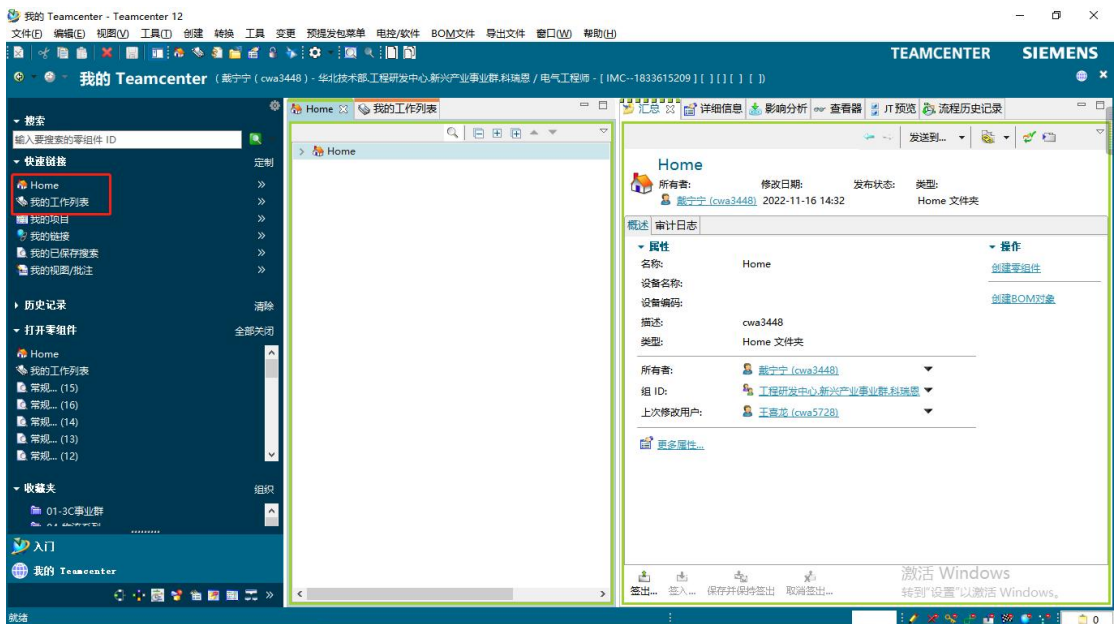 我的 Teamcenter - Teamcenter 12
文件(F) 编辑(E) 视图(V) 工具(T) 创建 转换 工具 变更 预提发包菜单 电控/软件 BOM文件 导出文件 窗口(W) 帮助(H)
TEAMCENTER SIEMENS
我的 Teamcenter ( 戴宁宁 ( cwa3448 ) - 华北技术部.工程研发中心.新兴产业事业群.科瑞恩 / 电气工程师 - [ IMC--1833615209 ] [ ] [ ] [ ] [ ])
搜索
输入要搜索的零组件 ID
快速链接 定制
Home
我的工作列表
我的项目
我的链接
我的已保存搜索
我的视图/批注
历史记录 清除
打开零组件 全部关闭
Home
我的工作列表
常规... (15)
常规... (16)
常规... (14)
常规... (13)
常规... (12)
收藏夹 组织
01-3C事业群
入门
我的 Teamcenter
就绪
Home 我的工作列表
Home
汇总 详细信息 影响分析 查看器 JT 预览 流程历史记录
发送到...
Home
所有者: 修改日期: 发布状态: 类型:
戴宁宁 (cwa3448) 2022-11-16 14:32 Home 文件夹
概述 审计日志
属性
名称: Home
设备名称:
设备编码:
描述: cwa3448
类型: Home 文件夹
所有者: 戴宁宁 (cwa3448)
组 ID: 工程研发中心.新兴产业事业群.科瑞恩
上次修改用户: 王喜龙 (cwa5728)
更多属性...
操作
创建零组件
创建BOM对象
签出... 签入... 保存并保持签出 取消签出...
激活 Windows
转到"设置"以激活 Windows。
0